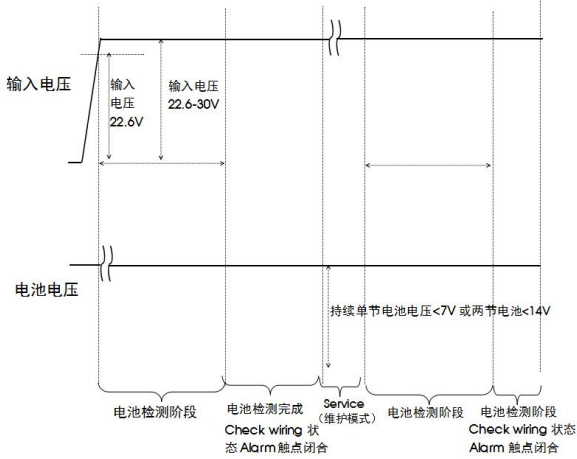 输入电压
输入
电压
22.6V
输入电压
22.6-30V
电池电压
持续单节电池电压<7V 或两节电池<14V
电池检测阶段
电池检测完成
Check wiring 状
态 Alarm 触点闭合
Service
（维护模式）
电池检测阶段
电池检测阶段
Check wiring 状态
Alarm 触点闭合